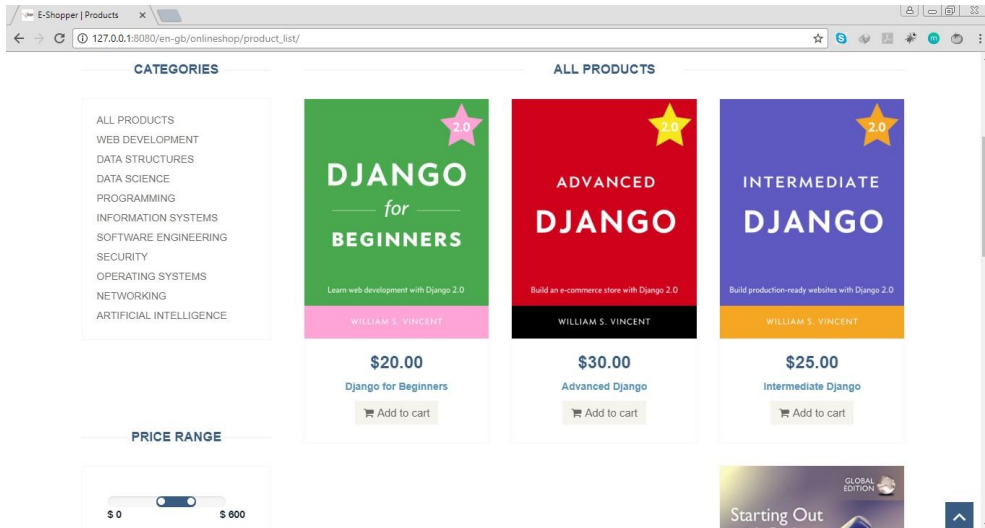 E-Shopper | Products
127.0.0.1:8080/en-gb/onlineshop/product_list/
CATEGORIES
ALL PRODUCTS
WEB DEVELOPMENT
DATA STRUCTURES
DATA SCIENCE
PROGRAMMING
INFORMATION SYSTEMS
SOFTWARE ENGINEERING
SECURITY
OPERATING SYSTEMS
NETWORKING
ARTIFICIAL INTELLIGENCE
PRICE RANGE
$ 0 $ 600
ALL PRODUCTS
2.0
DJANGO
for
BEGINNERS
Learn web development with Django 2.0
WILLIAM S. VINCENT
$20.00
Django for Beginners
Add to cart
2.0
ADVANCED
DJANGO
Build an e-commerce store with Django 2.0
WILLIAM S. VINCENT
$30.00
Advanced Django
Add to cart
2.0
INTERMEDIATE
DJANGO
Build production-ready websites with Django 2.0
WILLIAM S. VINCENT
$25.00
Intermediate Django
Add to cart
GLOBAL
EDITION
Starting Out